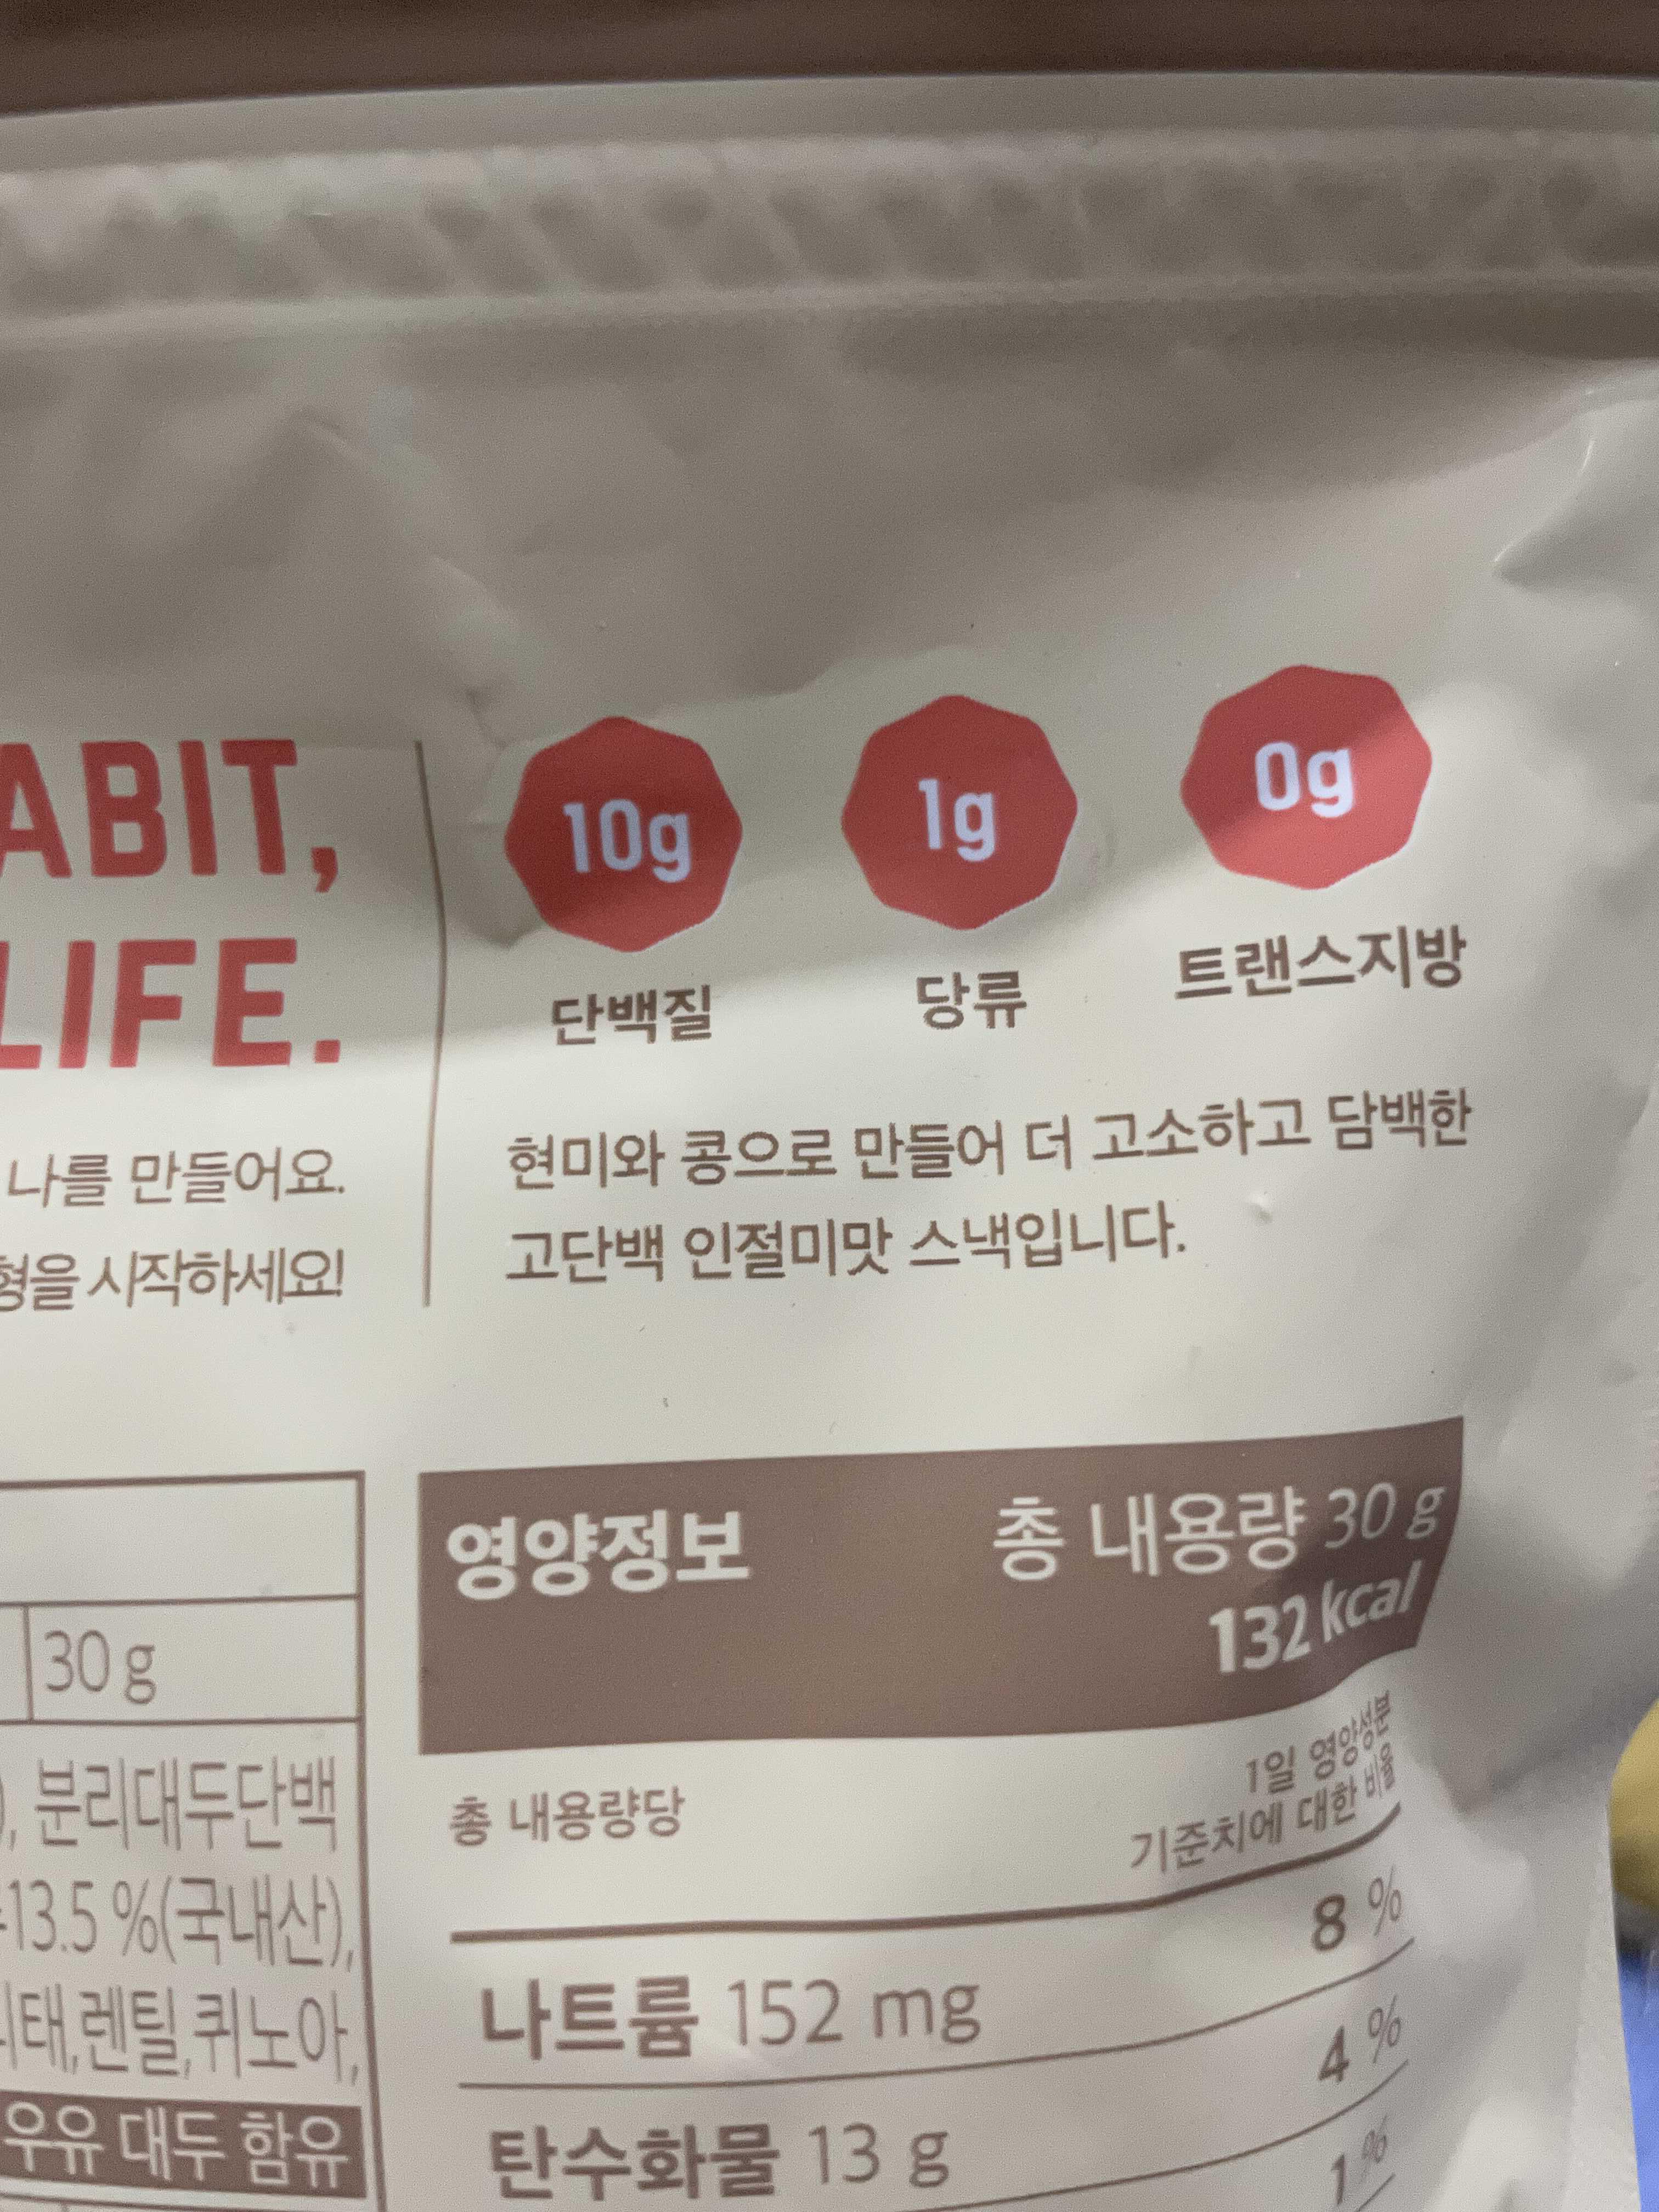 ABIT,
LIFE.
나를 만들어요.
형을 시작하세요!
10g
단백질
1g
당류
0g
트랜스지방
현미와 콩으로 만들어 더 고소하고 담백한
고단백 인절미맛 스낵입니다.
30 g
), 분리대두단백
13.5 %(국내산),
태,렌틸,퀴노아,
우유 대두 함유
영양정보
총 내용량 30 g
132 kcal
총 내용량당
1일 영양성분
기준치에 대한 비율
나트륨 152 mg 8 %
탄수화물 13 g 4 %
1 %